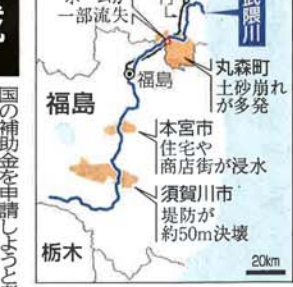 一部流失
武隈川
福島
丸森町
土砂崩れ
が多発
福島
本宮市
住宅や
商店街が浸水
須賀川市
堤防が
約50m決壊
栃木
20km
国の補助金を申請しようと